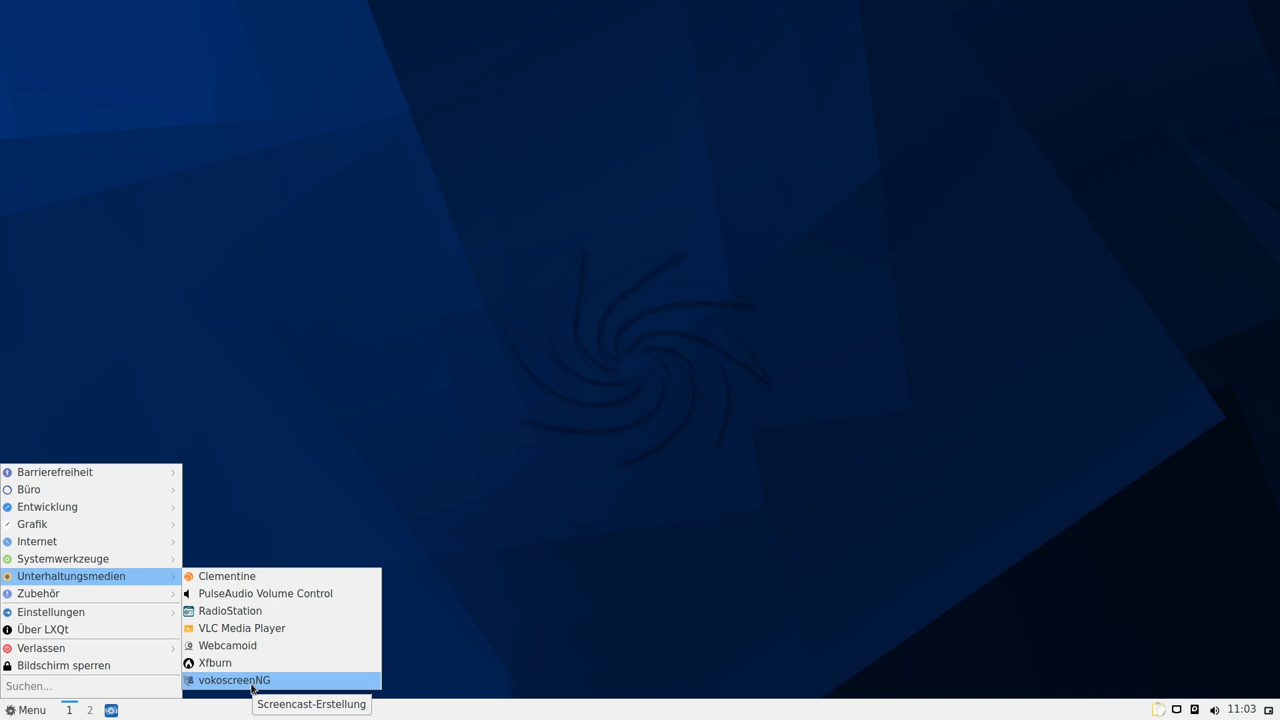 Barrierefreiheit
Büro
Entwicklung
Grafik
Internet
Systemwerkzeuge
Unterhaltungsmedien
Zubehör
Einstellungen
Über LXQt
Verlassen
Bildschirm sperren
Suchen...
Clementine
PulseAudio Volume Control
RadioStation
VLC Media Player
Webcamoid
Xfburn
vokoscreenNG
Screencast-Erstellung
Menu 1 2 11:03